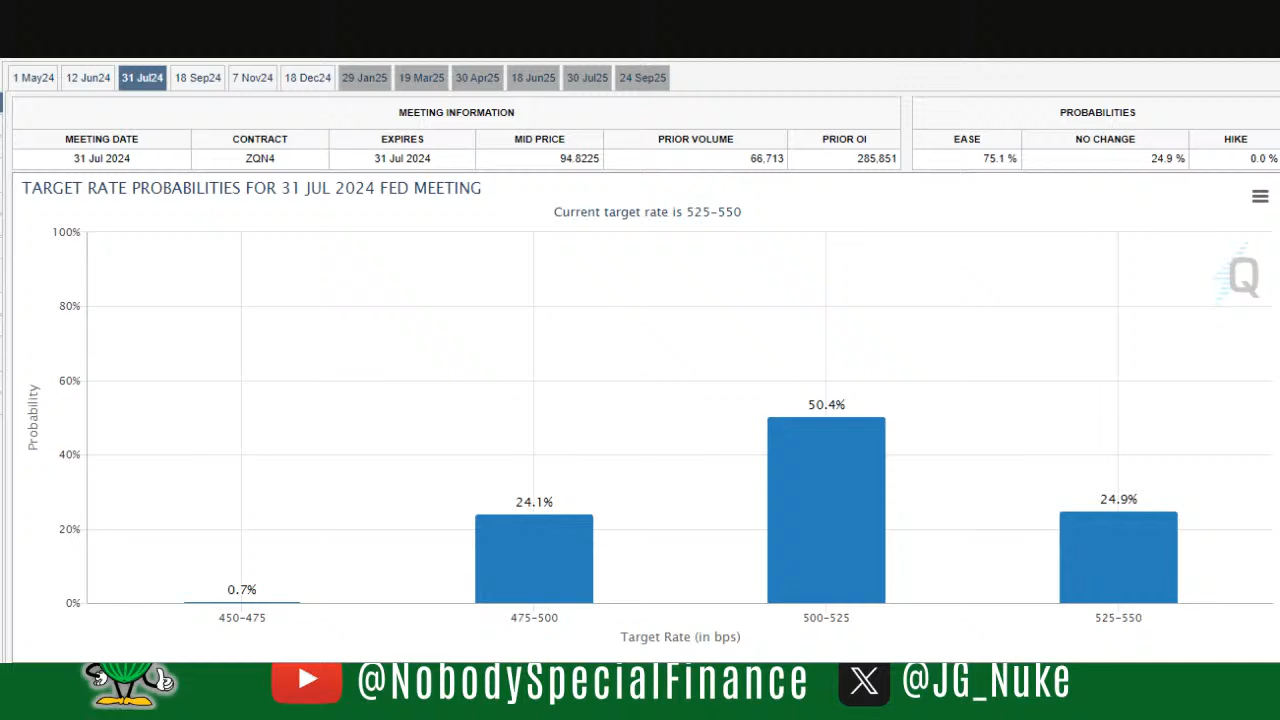 1 May24 12 Jun24 31 Jul24 18 Sep24 7 Nov24 18 Dec24 29 Jan25 19 Mar25 30 Apr25 18 Jun25 30 Jul25 24 Sep25
MEETING INFORMATION
MEETING DATE CONTRACT EXPIRES MID PRICE PRIOR VOLUME PRIOR OI
31 Jul 2024 ZQN4 31 Jul 2024 94.8225 66,713 285,851
PROBABILITIES
EASE NO CHANGE HIKE
75.1 % 24.9 % 0.0 %
TARGET RATE PROBABILITIES FOR 31 JUL 2024 FED MEETING
Current target rate is 525-550
Probability
100%
80%
60%
40%
20%
0%
0.7%
24.1%
50.4%
24.9%
450-475 475-500 500-525 525-550
Target Rate (in bps)
Q
@NobodySpecialFinance
@JG_Nuke